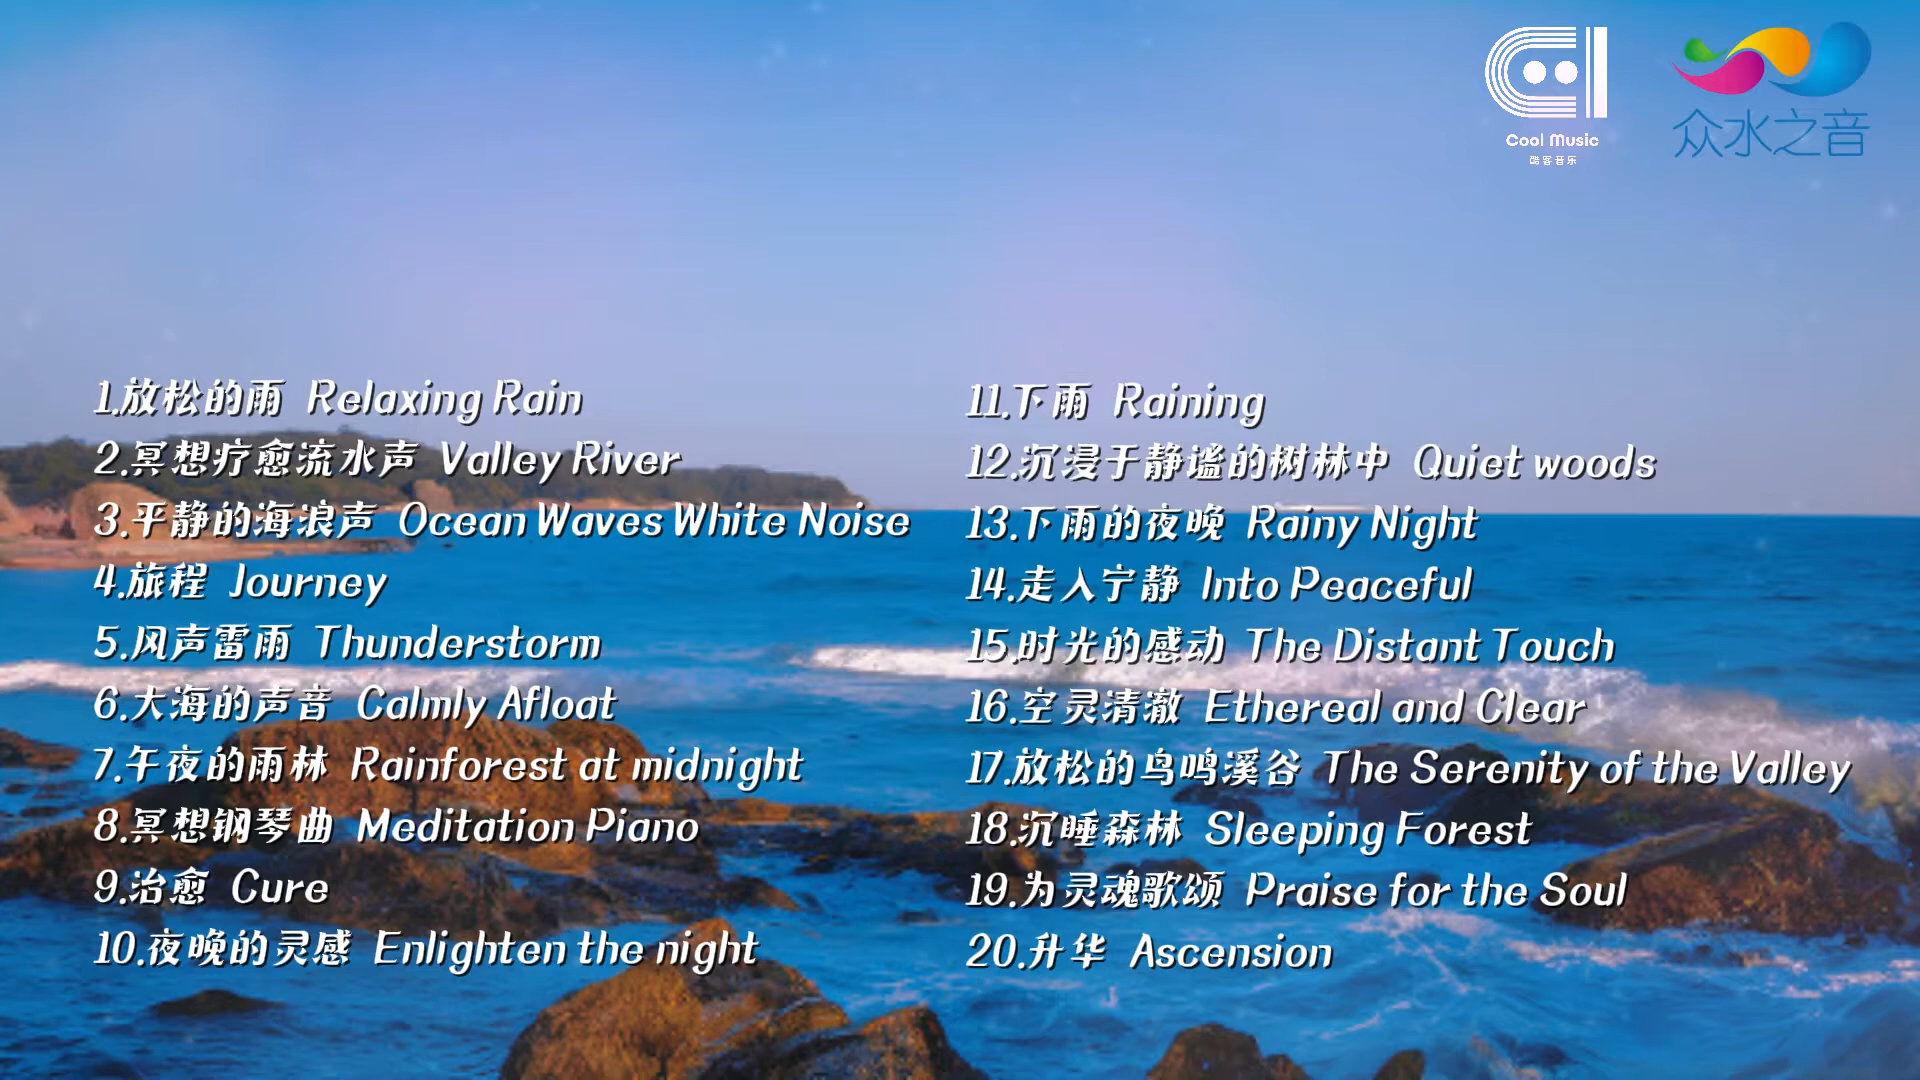 Cool Music
酷客音乐
众水之音
1.放松的雨 Relaxing Rain
2.冥想疗愈流水声 Valley River
3.平静的海浪声 Ocean Waves White Noise
4.旅程 Journey
5.风声雷雨 Thunderstorm
6.大海的声音 Calmly Afloat
7.午夜的雨林 Rainforest at midnight
8.冥想钢琴曲 Meditation Piano
9.治愈 Cure
10.夜晚的灵感 Enlighten the night
11.下雨 Raining
12.沉浸于静谧的树林中 Quiet woods
13.下雨的夜晚 Rainy Night
14.走入宁静 Into Peaceful
15.时光的感动 The Distant Touch
16.空灵清澈 Ethereal and Clear
17.放松的鸟鸣溪谷 The Serenity of the Valley
18.沉睡森林 Sleeping Forest
19.为灵魂歌颂 Praise for the Soul
20.升华 Ascension